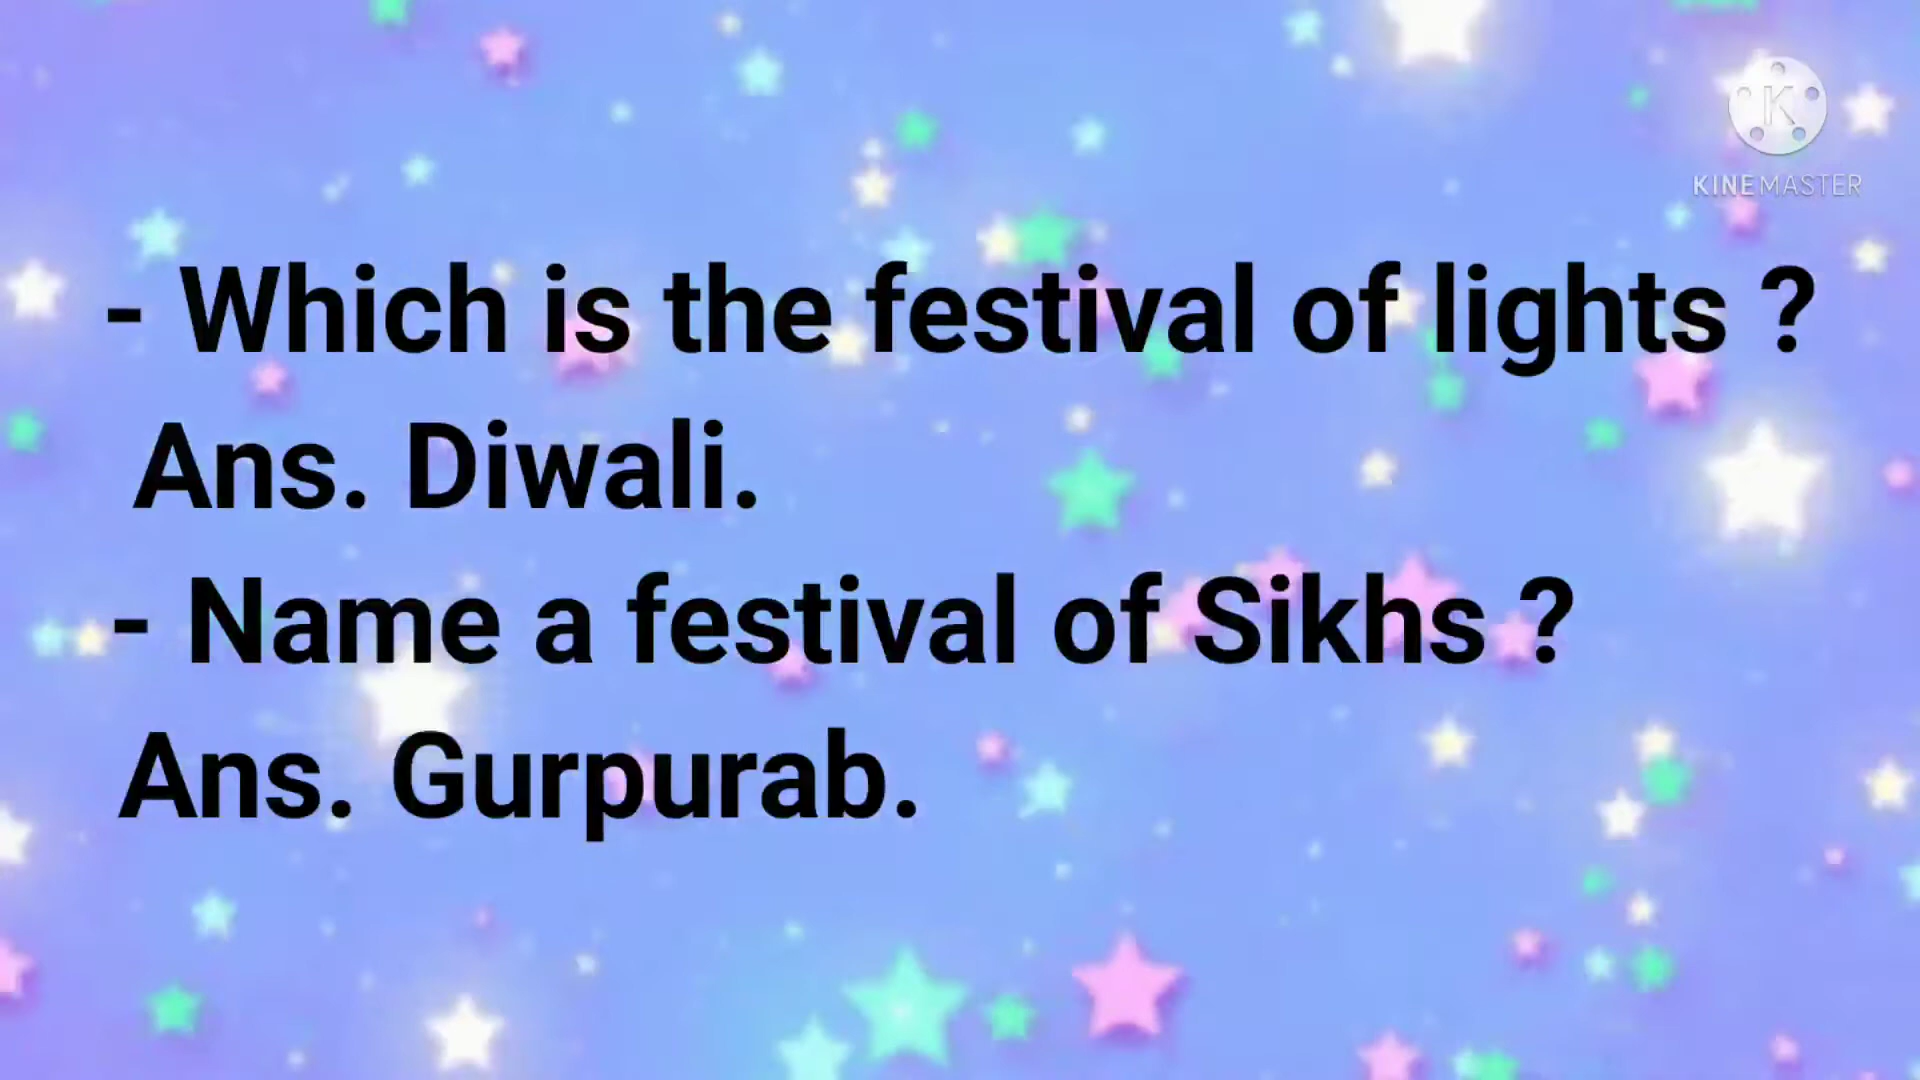 KINEMASTER
- Which is the festival of lights ?
Ans. Diwali.
- Name a festival of Sikhs ?
Ans. Gurpurab.